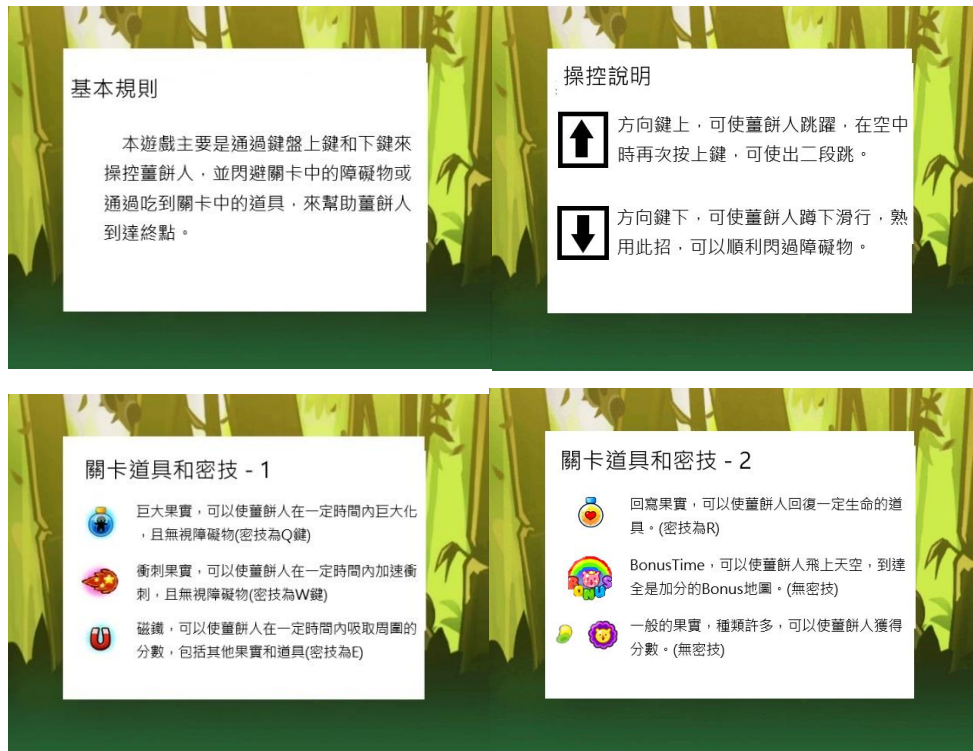 基本規則
本遊戲主要是通過鍵盤上鍵和下鍵來
操控薑餅人，並閃避關卡中的障礙物或
通過吃到關卡中的道具，來幫助薑餅人
到達終點。
操控說明
方向鍵上，可使薑餅人跳躍，在空中
時再次按上鍵，可使出二段跳。
方向鍵下，可使薑餅人蹲下滑行，熟
用此招，可以順利閃過障礙物。
關卡道具和密技 - 1
巨大果實，可以使薑餅人在一定時間內巨大化
，且無視障礙物(密技為Q鍵)
衝刺果實，可以使薑餅人在一定時間內加速衝
刺，且無視障礙物(密技為W鍵)
磁鐵，可以使薑餅人在一定時間內吸取周圍的
分數，包括其他果實和道具(密技為E)
關卡道具和密技 - 2
回寫果實，可以使薑餅人回復一定生命的道
具。(密技為R)
BonusTime，可以使薑餅人飛上天空，到達
全是加分的Bonus地圖。(無密技)
BONUS
一般的果實，種類許多，可以使薑餅人獲得
分數。(無密技)